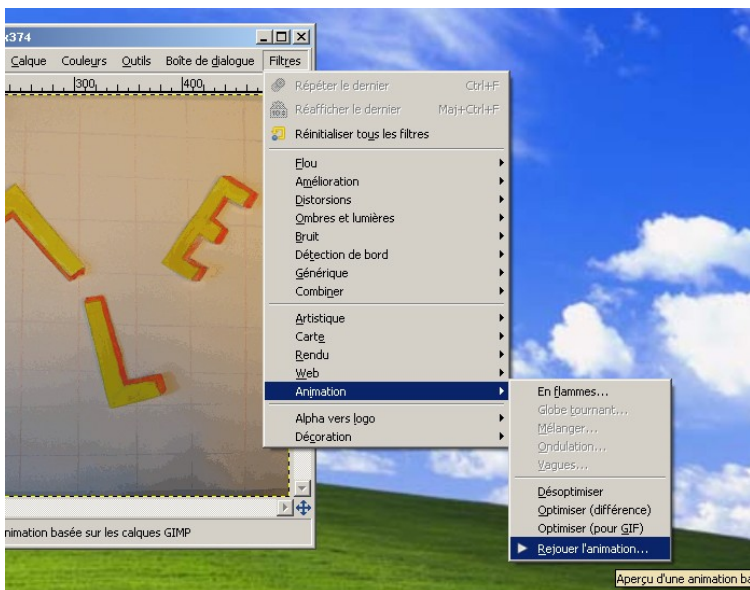 x374
Calque Couleurs Outils Boîte de dialogue Filtres
300 400
Répéter le dernier Ctrl+F
Réafficher le dernier Maj+Ctrl+F
Réinitialiser tous les filtres
Flou
Amélioration
Distorsions
Ombres et lumières
Bruit
Détection de bord
Générique
Combiner
Artistique
Carte
Rendu
Web
Animation
Alpha vers logo
Décoration
En flammes...
Globe tournant...
Mélanger...
Ondulation...
Vagues...
Désoptimiser
Optimiser (différence)
Optimiser (pour GIF)
Rejouer l'animation...
E
L
nimation basée sur les calques GIMP
Aperçu d'une animation ba